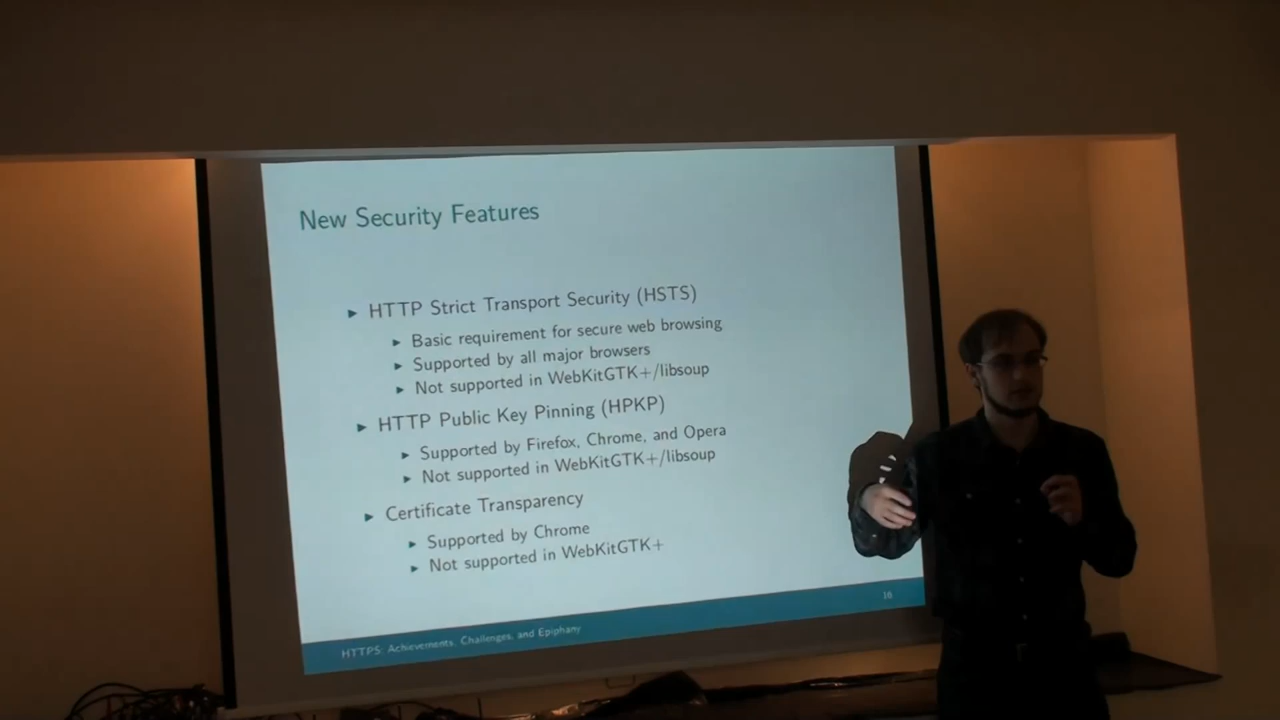 New Security Features
► HTTP Strict Transport Security (HSTS)
► Basic requirement for secure web browsing
► Supported by all major browsers
► Not supported in WebKitGTK+/libsoup
► HTTP Public Key Pinning (HPKP)
► Supported by Firefox, Chrome, and Opera
► Not supported in WebKitGTK+/libsoup
► Certificate Transparency
► Supported by Chrome
► Not supported in WebKitGTK+
HTTPS: Achievements, Challenges, and Epiphany
16